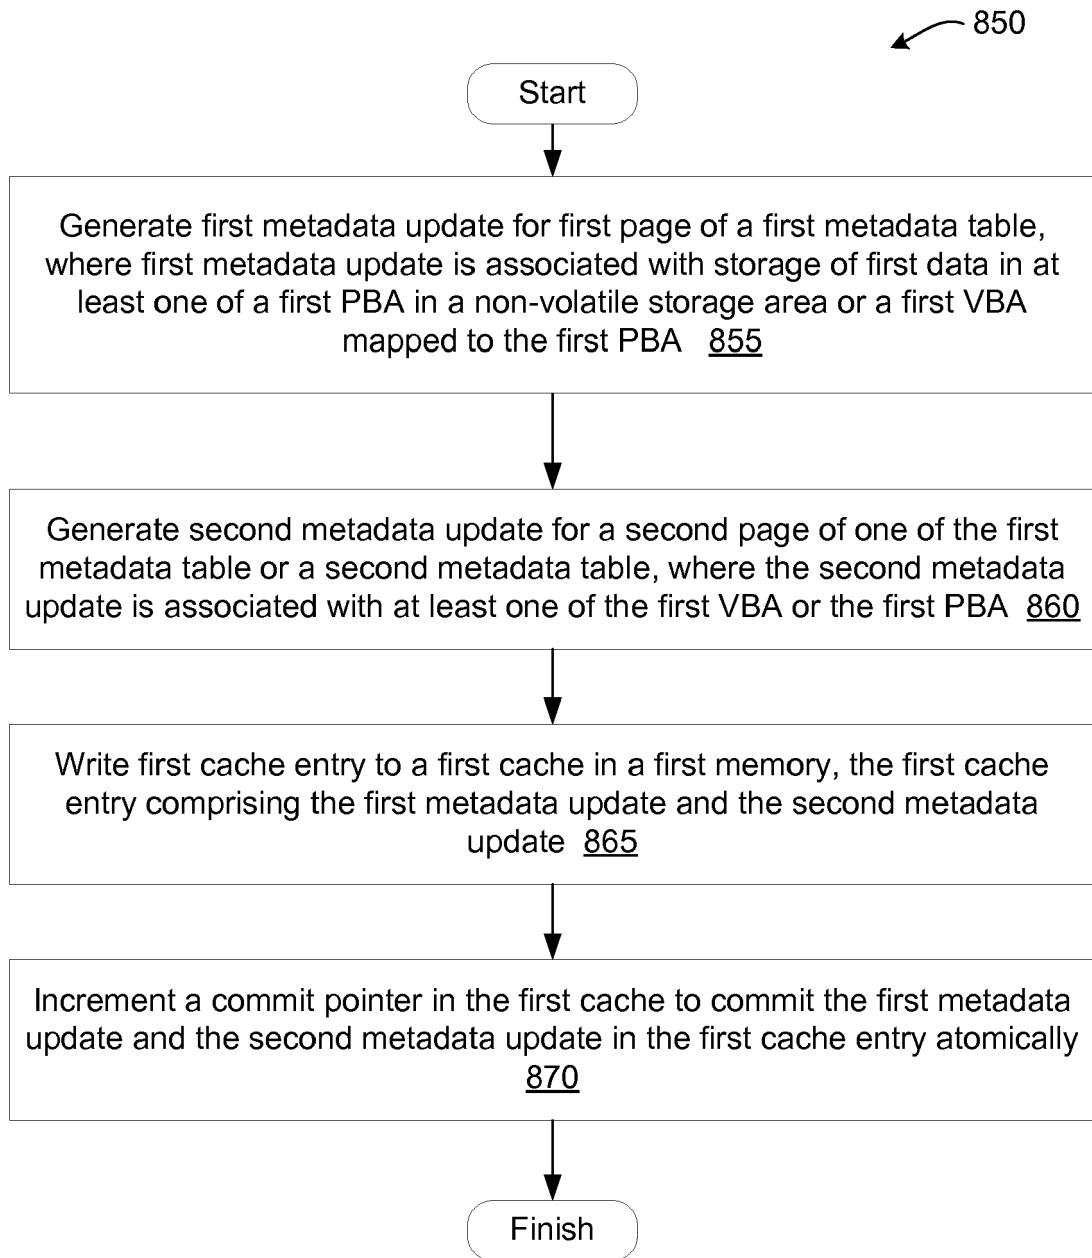 850
Start
Generate first metadata update for first page of a first metadata table,
where first metadata update is associated with storage of first data in at
least one of a first PBA in a non-volatile storage area or a first VBA
mapped to the first PBA 855
Generate second metadata update for a second page of one of the first
metadata table or a second metadata table, where the second metadata
update is associated with at least one of the first VBA or the first PBA 860
Write first cache entry to a first cache in a first memory, the first cache
entry comprising the first metadata update and the second metadata
update 865
Increment a commit pointer in the first cache to commit the first metadata
update and the second metadata update in the first cache entry atomically
870
Finish